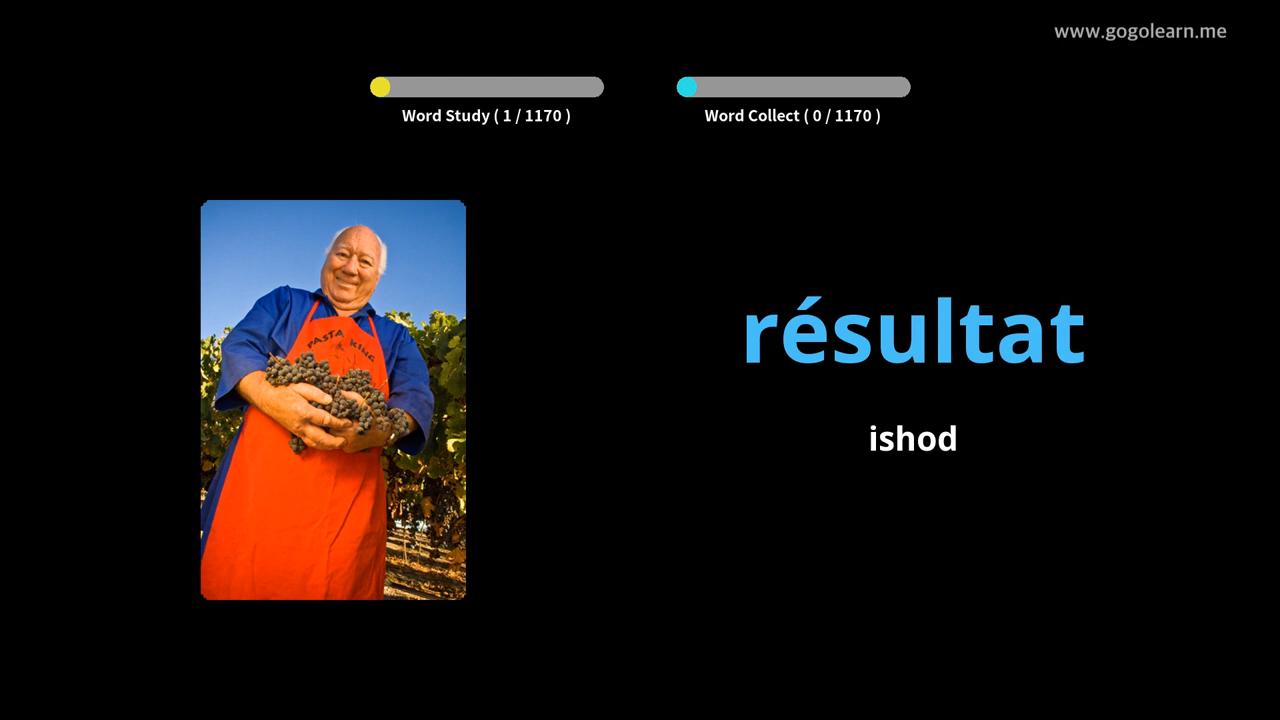 www.gogolearn.me
Word Study ( 1 / 1170 )
Word Collect ( 0 / 1170 )
PASTA KING
résultat
ishod